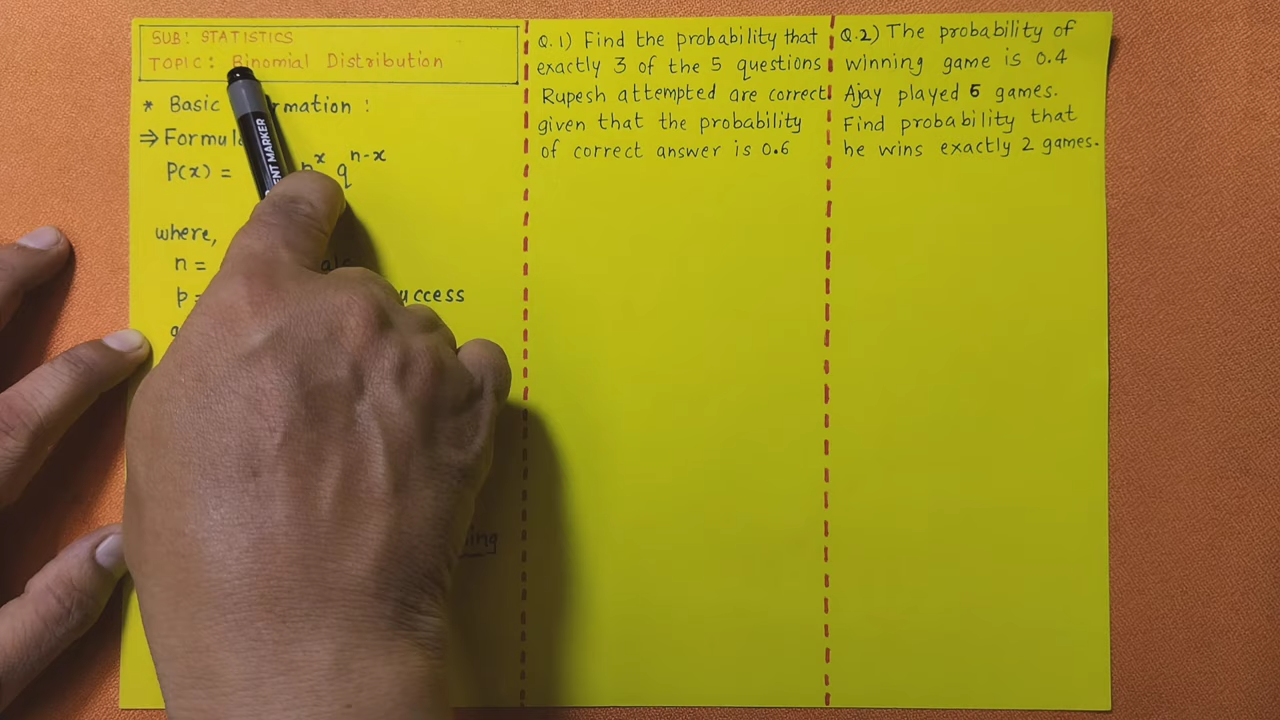 SUB: STATISTICS
TOPIC: Binomial Distribution
* Basic :
⇒ Formula
P(x) = p^x q^n-x
where,
n =
p =
ing
Q.1) Find the probability that
exactly 3 of the 5 questions
Rupesh attempted are correct
given that the probability
of correct answer is 0.6
Q.2) The probability of
winning game is 0.4
Ajay played 5 games.
Find probability that
he wins exactly 2 games.